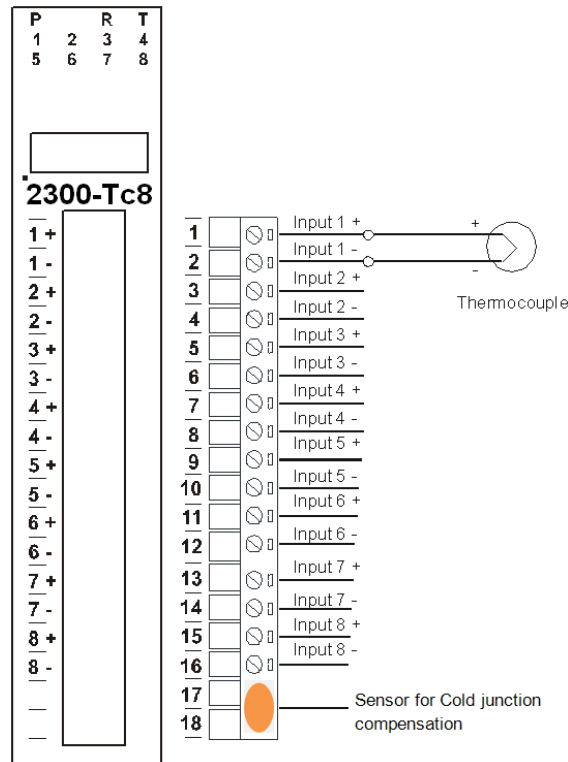 P R T
1 2 3 4
5 6 7 8
2300-Tc8
1 +
1 -
2 +
2 -
3 +
3 -
4 +
4 -
5 +
5 -
6 +
6 -
7 +
7 -
8 +
8 -
1 Input 1 + +
2 Input 1 - -
3 Input 2 +
Thermocouple
4 Input 2 -
5 Input 3 +
6 Input 3 -
7 Input 4 +
8 Input 4 -
9 Input 5 +
10 Input 5 -
11 Input 6 +
12 Input 6 -
13 Input 7 +
14 Input 7 -
15 Input 8 +
16 Input 8 -
17
18
Sensor for Cold junction
compensation